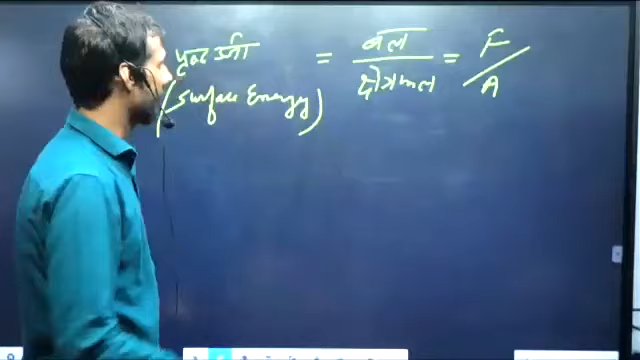 पृष्ठ ऊर्जा = बल / क्षेत्रफल = F / A
(Surface Energy)